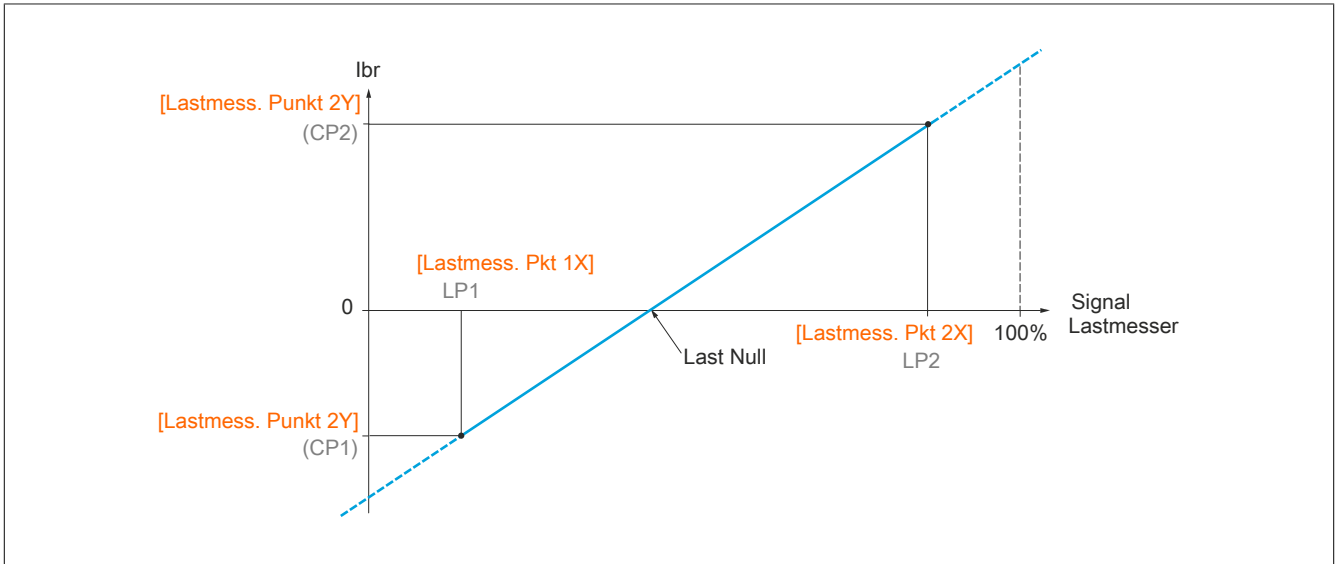 Ibr
[Lastmess. Punkt 2Y]
(CP2)
[Lastmess. Pkt 1X]
LP1
0
Signal
Lastmesser
[Lastmess. Pkt 2X]
100%
LP2
Last Null
[Lastmess. Punkt 2Y]
(CP1)